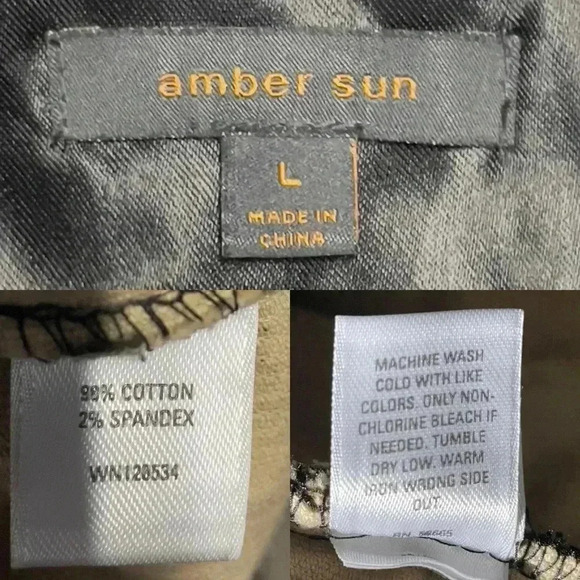 amber sun
L
MADE IN
CHINA
98% COTTON
2% SPANDEX
WN128534
MACHINE WASH
COLD WITH LIKE
COLORS. ONLY NON-
CHLORINE BLEACH IF
NEEDED. TUMBLE
DRY LOW. WARM
IRON WRONG SIDE
OUT.